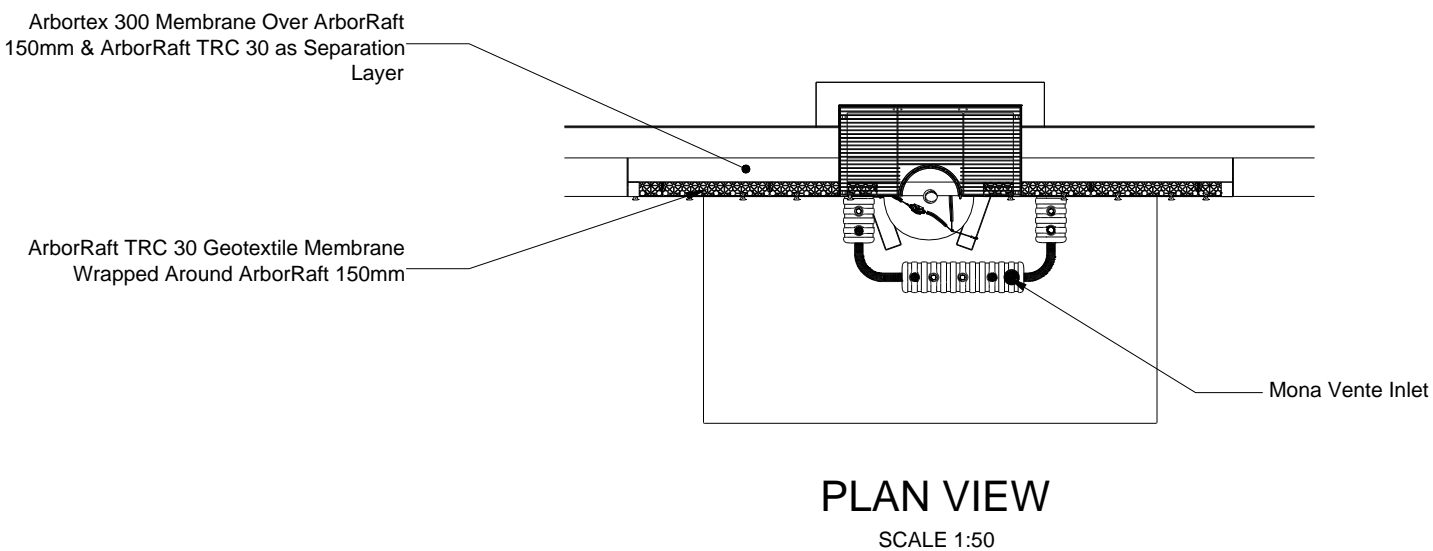 Arbortex 300 Membrane Over ArborRaft
150mm & ArborRaft TRC 30 as Separation
Layer
ArborRaft TRC 30 Geotextile Membrane
Wrapped Around ArborRaft 150mm
Mona Vente Inlet
PLAN VIEW
SCALE 1:50